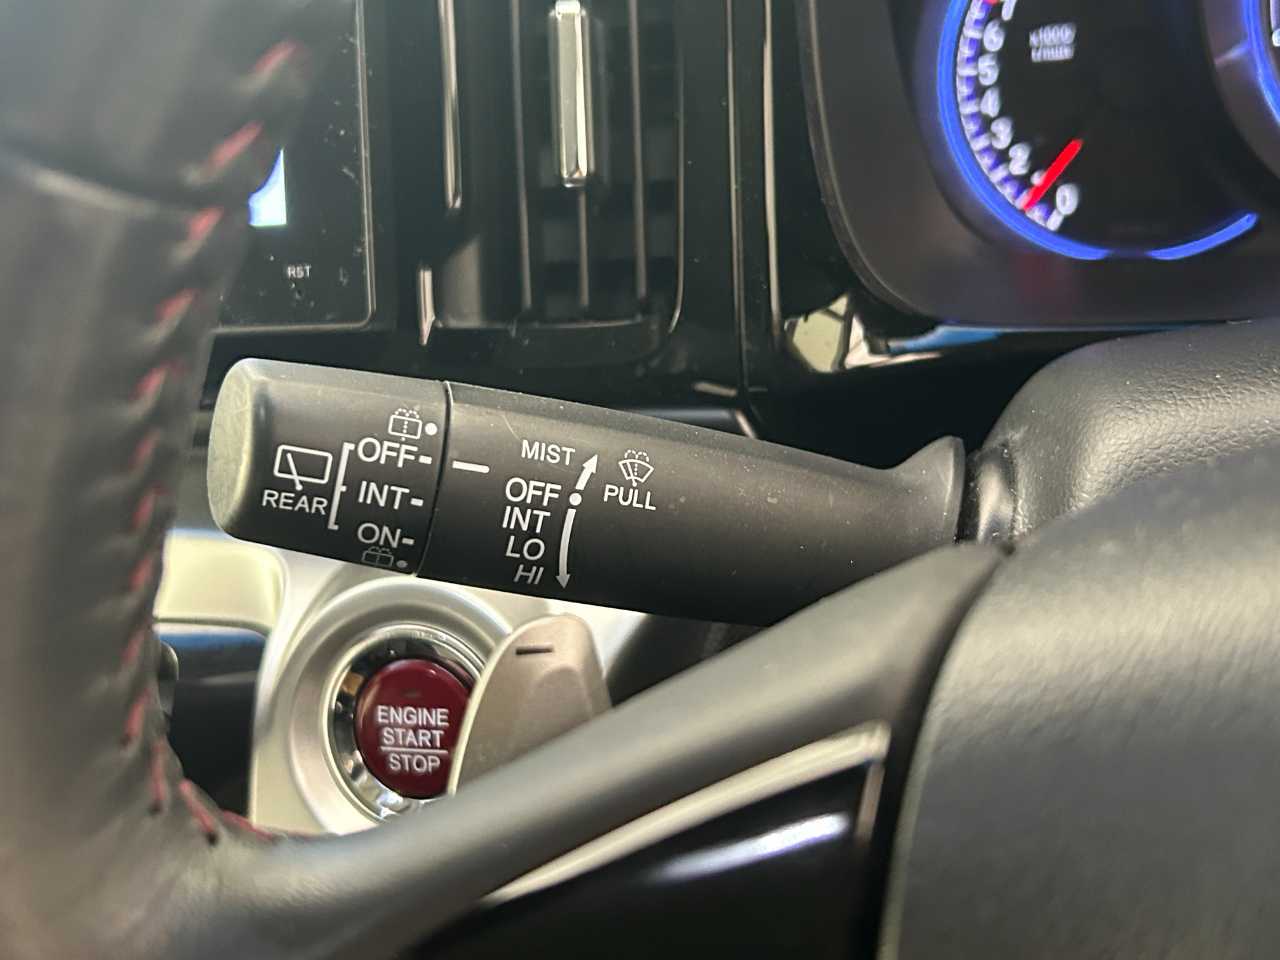 7
6
5
4
3
2
0
x1000
r/min
RST
REAR
OFF
INT
ON
MIST
OFF
INT
LO
HI
PULL
ENGINE
START
STOP